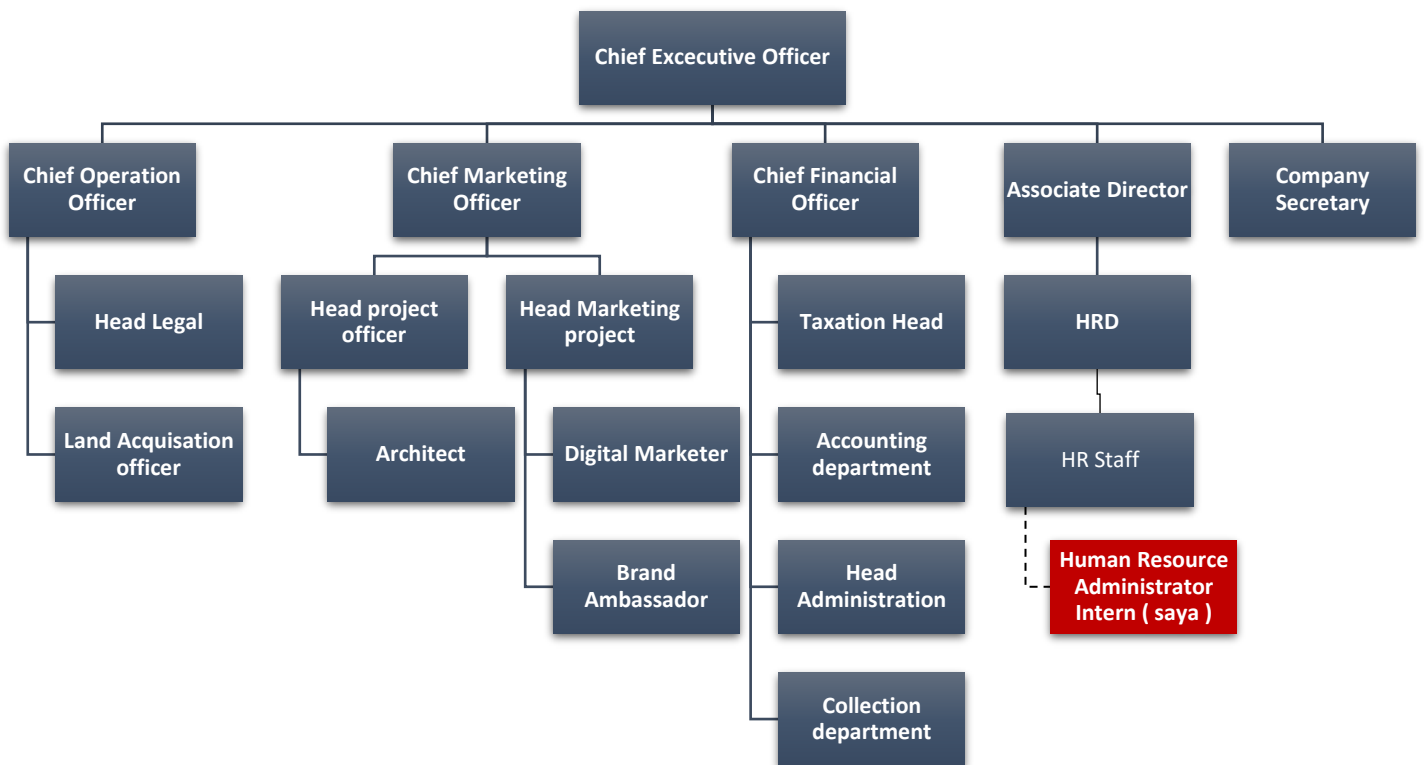 Chief Excecutive Officer
Chief Operation
Officer
Chief Marketing
Officer
Chief Financial
Officer
Associate Director
Company
Secretary
Head Legal
Head project
officer
Head Marketing
project
Taxation Head
HRD
Land Acquisation
officer
Architect
Digital Marketer
Accounting
department
HR Staff
Brand
Ambassador
Head
Administration
Human Resource
Administrator
Intern ( saya )
Collection
department